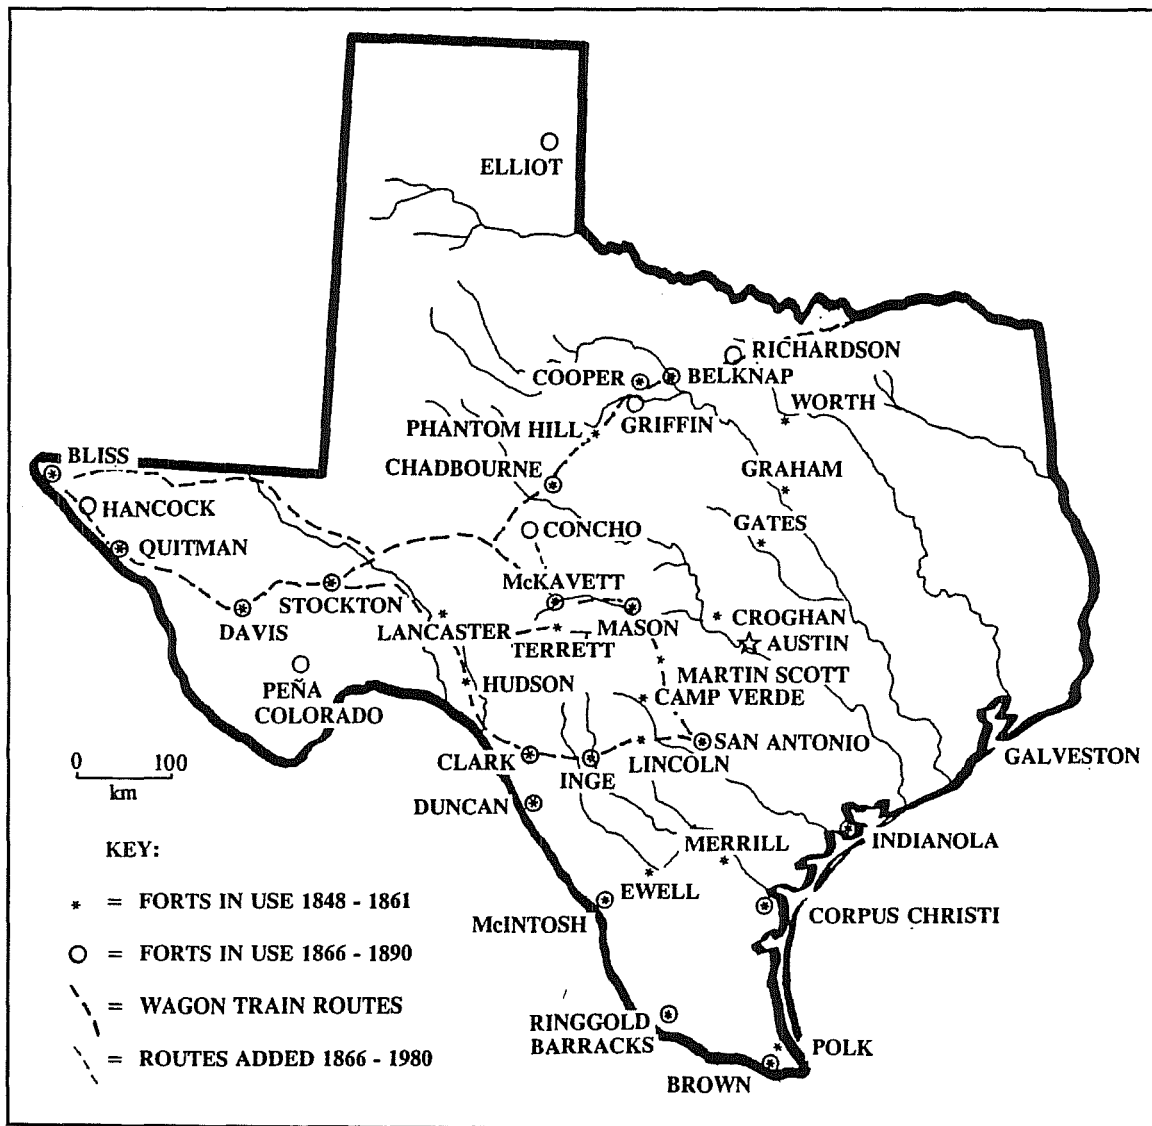 ELLIOT
RICHARDSON
COOPER
BELKNAP
WORTH
PHANTOM HILL
GRIFFIN
BLISS
CHADBOURNE
GRAHAM
HANCOCK
CONCHO
GATES
QUITMAN
McKAVETT
STOCKTON
DAVIS
LANCASTER
MASON
CROGHAN
TERRETT
AUSTIN
MARTIN SCOTT
PEÑA
COLORADO
HUDSON
CAMP VERDE
SAN ANTONIO
0 100
km
CLARK
INGE
LINCOLN
GALVESTON
DUNCAN
MERRILL
INDIANOLA
EWELL
McINTOSH
CORPUS CHRISTI
RINGGOLD
BARRACKS
POLK
BROWN
KEY:
* = FORTS IN USE 1848 - 1861
O = FORTS IN USE 1866 - 1890
= WAGON TRAIN ROUTES
= ROUTES ADDED 1866 - 1980